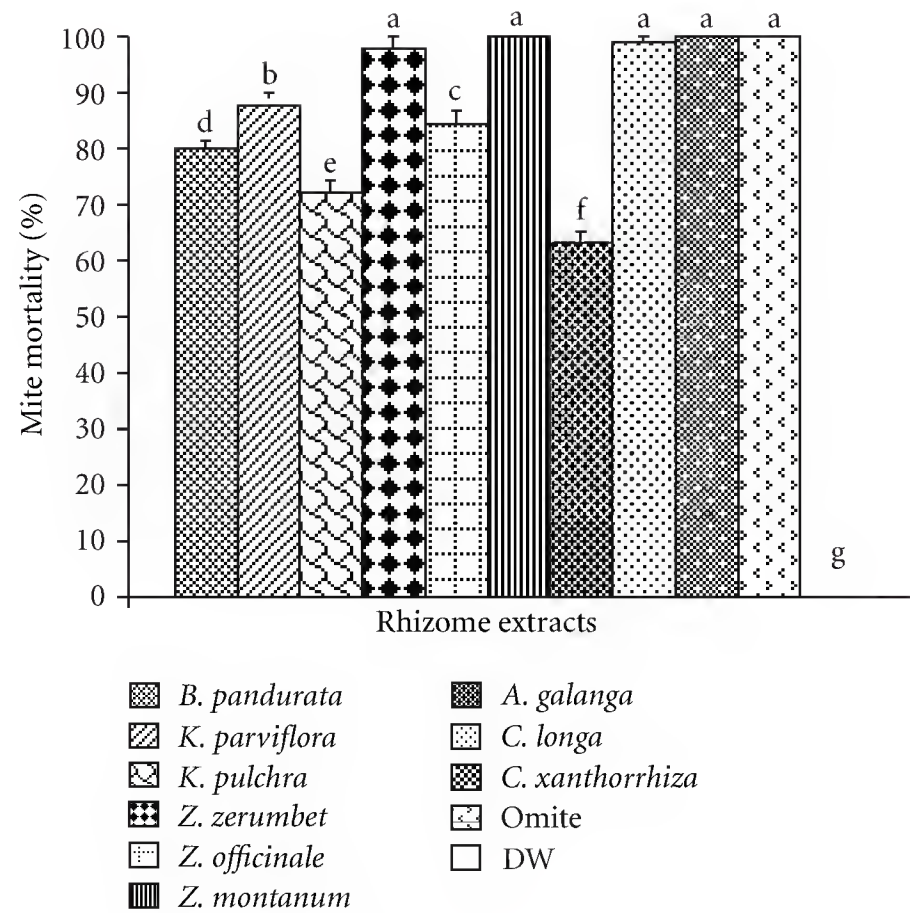 Mite mortality (%)
100
90
80
70
60
50
40
30
20
10
0
d
b
e
a
c
a
f
a
a
a
g
Rhizome extracts
B. pandurata
K. parviflora
K. pulchra
Z. zerumbet
Z. officinale
Z. montanum
A. galanga
C. longa
C. xanthorrhiza
Omite
DW